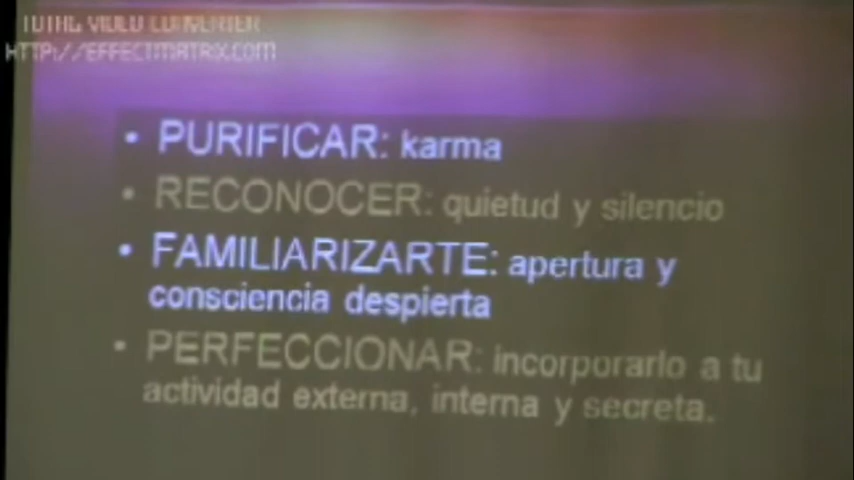 TOTAL VIDEO CONVERTER
HTTP://EFFECTMATRIX.COM
• PURIFICAR: karma
• RECONOCER: quietud y silencio
• FAMILIARIZARTE: apertura y
consciencia despierta
• PERFECCIONAR: incorporarlo a tu
actividad externa, interna y secreta.